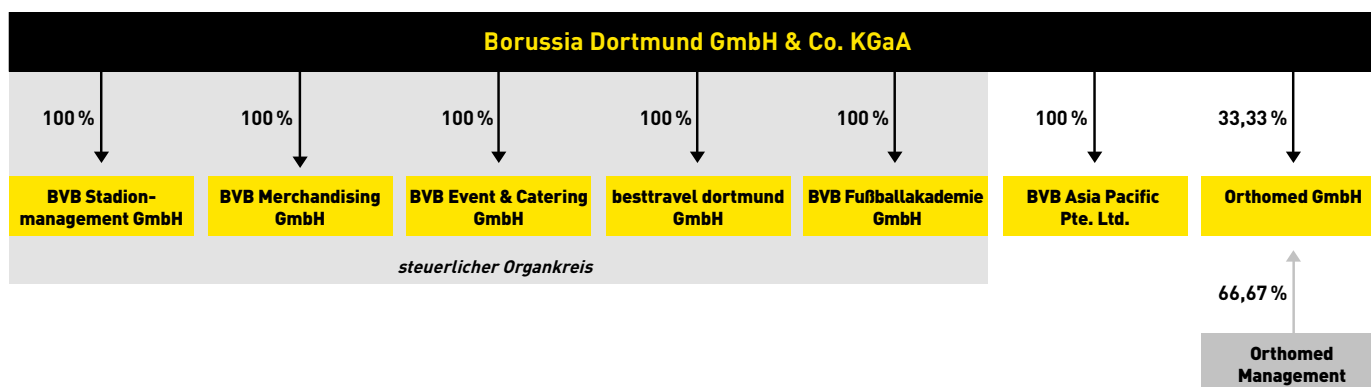 Borussia Dortmund GmbH & Co. KGaA
100 %
100 %
100 %
100 %
100 %
100 %
33,33 %
BVB Stadion-
management GmbH
BVB Merchandising
GmbH
BVB Event & Catering
GmbH
besttravel dortmund
GmbH
BVB Fußballakademie
GmbH
BVB Asia Pacific
Pte. Ltd.
Orthomed GmbH
steuerlicher Organkreis
66,67 %
Orthomed
Management